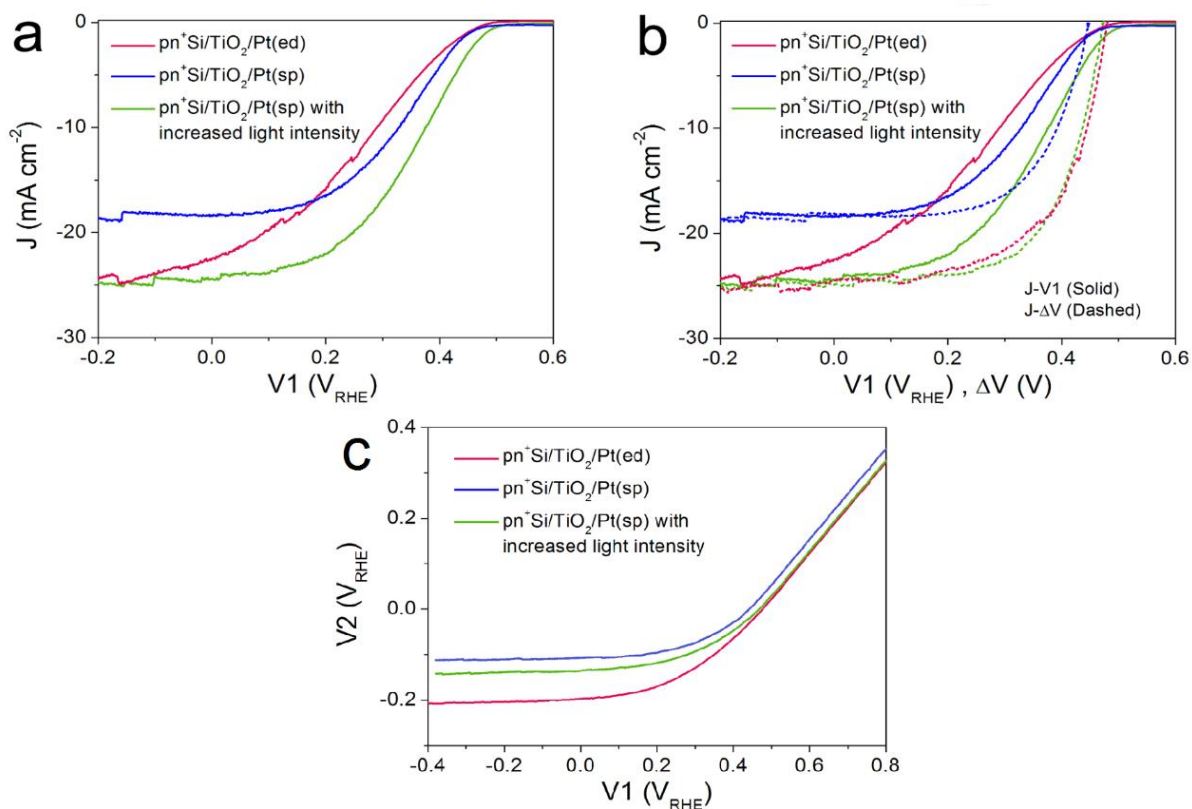 a
pn⁺Si/TiO₂/Pt(ed)
pn⁺Si/TiO₂/Pt(sp)
pn⁺Si/TiO₂/Pt(sp) with
increased light intensity
J (mA cm⁻²)
0
-10
-20
-30
-0.2 0.0 0.2 0.4 0.6
V1 (V_RHE)
b
pn⁺Si/TiO₂/Pt(ed)
pn⁺Si/TiO₂/Pt(sp)
pn⁺Si/TiO₂/Pt(sp) with
increased light intensity
J-V1 (Solid)
J-ΔV (Dashed)
J (mA cm⁻²)
0
-10
-20
-30
-0.2 0.0 0.2 0.4 0.6
V1 (V_RHE) , ΔV (V)
c
pn⁺Si/TiO₂/Pt(ed)
pn⁺Si/TiO₂/Pt(sp)
pn⁺Si/TiO₂/Pt(sp) with
increased light intensity
V2 (V_RHE)
0.4
0.2
0.0
-0.2
-0.4 -0.2 0.0 0.2 0.4 0.6 0.8
V1 (V_RHE)